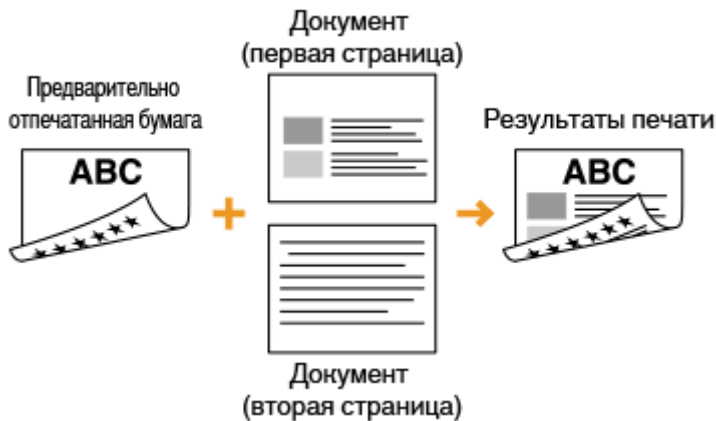 Документ
(первая страница)
Предварительно
отпечатанная бумага
Результаты печати
ABC
ABC
Документ
(вторая страница)